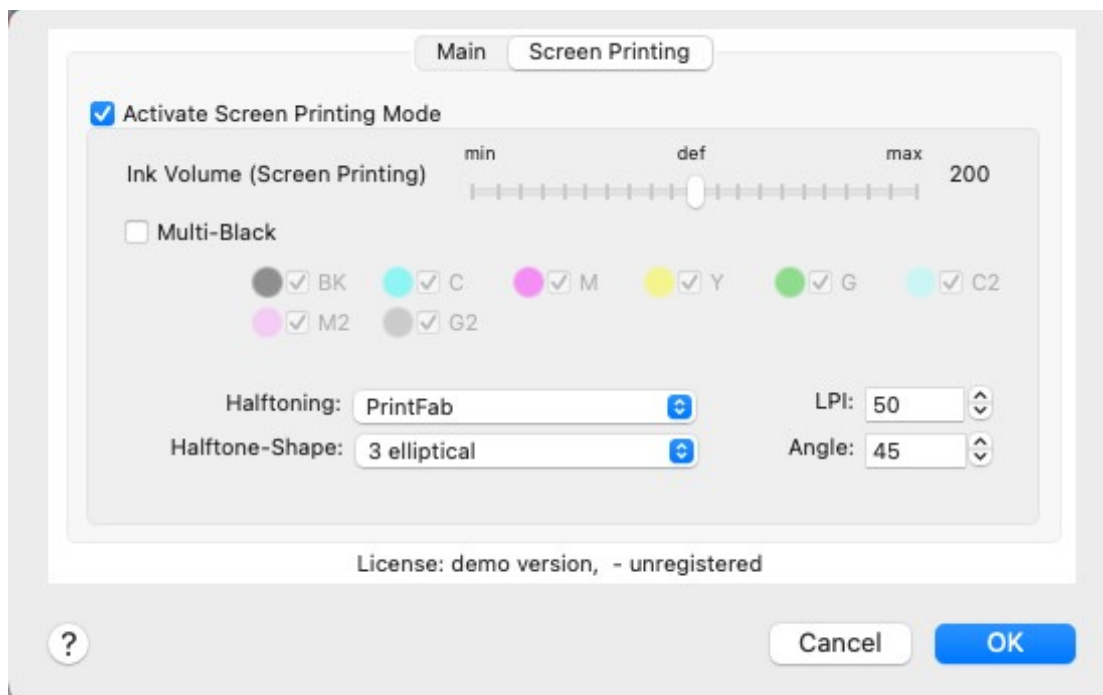 Main Screen Printing
Activate Screen Printing Mode
min def max
Ink Volume (Screen Printing) 200
Multi-Black
BK C M Y G C2
M2 G2
Halftoning: PrintFab LPI: 50
Halftone-Shape: 3 elliptical Angle: 45
License: demo version, - unregistered
? Cancel OK